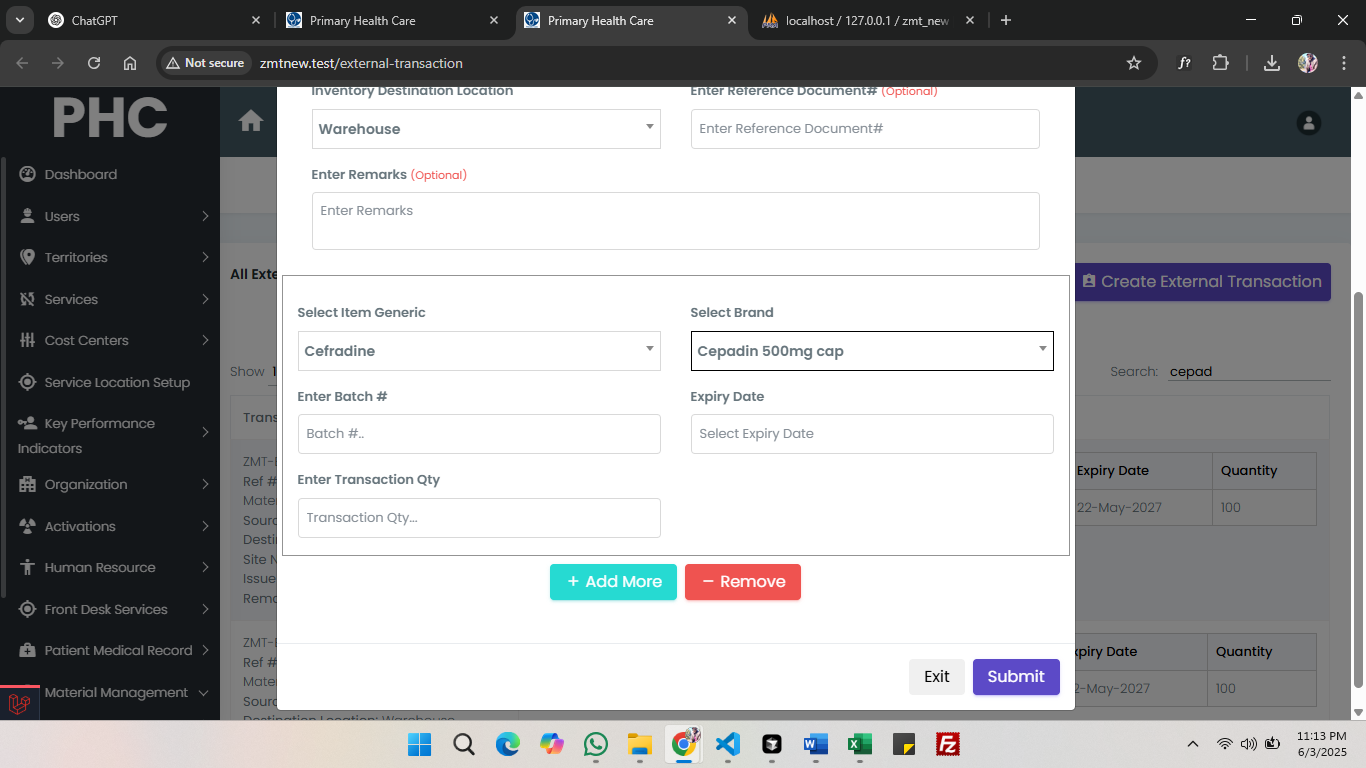 ChatGPT
Primary Health Care
Primary Health Care
localhost / 127.0.0.1 / zmt_new
Not secure
zmtnew.test/external-transaction
f?
PHC
Dashboard
Users
Territories
Services
Cost Centers
Service Location Setup
Key Performance
Indicators
Organization
Activations
Human Resource
Front Desk Services
Patient Medical Record
Material Management
All Exte
Create External Transaction
Show 1
Search: cepad
Trans
ZMT-E
Ref #
Mater
Sourc
Desti
Site N
Issue
Rema
Expiry Date
Quantity
22-May-2027
100
ZMT-E
Ref #
Mater
Sourc
Destination Location: Warehouse
xpiry Date
Quantity
2-May-2027
100
Inventory Destination Location
Enter Reference Document# (Optional)
Warehouse
Enter Reference Document#
Enter Remarks (Optional)
Enter Remarks
Select Item Generic
Select Brand
Cefradine
Cepadin 500mg cap
Enter Batch #
Expiry Date
Batch #..
Select Expiry Date
Enter Transaction Qty
Transaction Qty...
+ Add More
− Remove
Exit
Submit
11:13 PM
6/3/2025